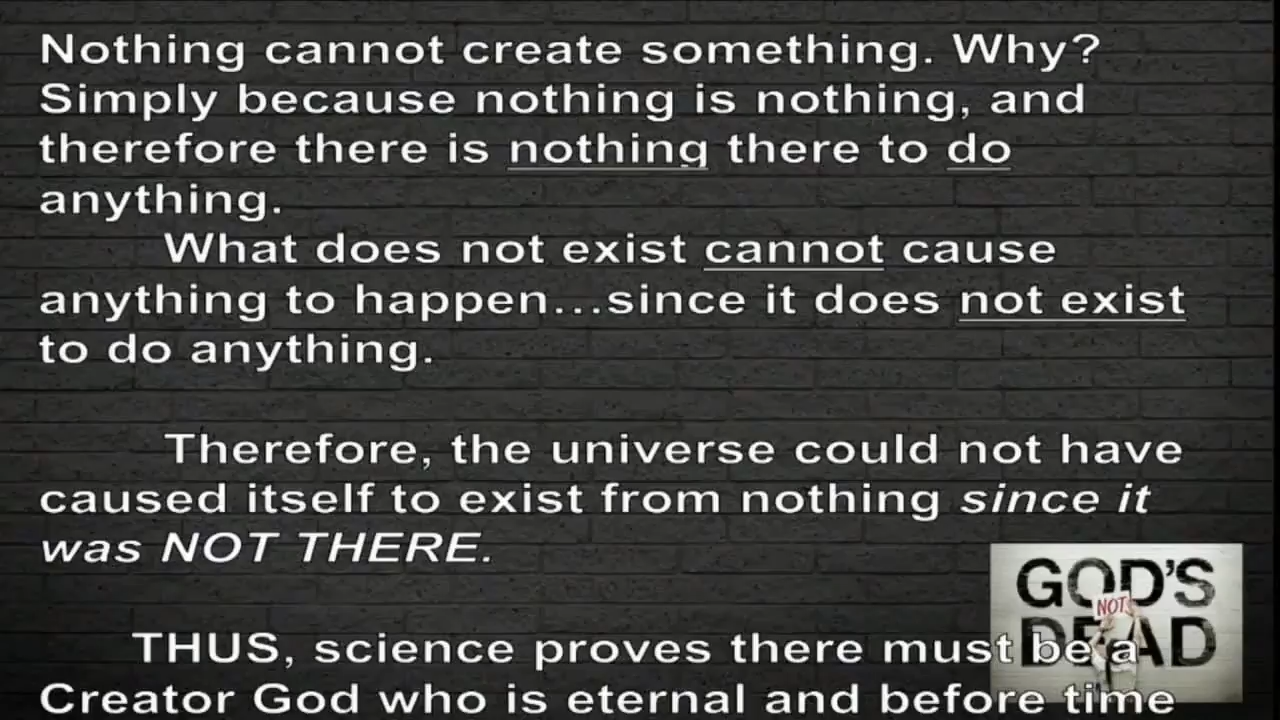 Nothing cannot create something. Why?
Simply because nothing is nothing, and
therefore there is nothing there to do
anything.
What does not exist cannot cause
anything to happen...since it does not exist
to do anything.
Therefore, the universe could not have
caused itself to exist from nothing since it
was NOT THERE.
THUS, science proves there must be a
Creator God who is eternal and before time
GOD'S
NOT
DEAD